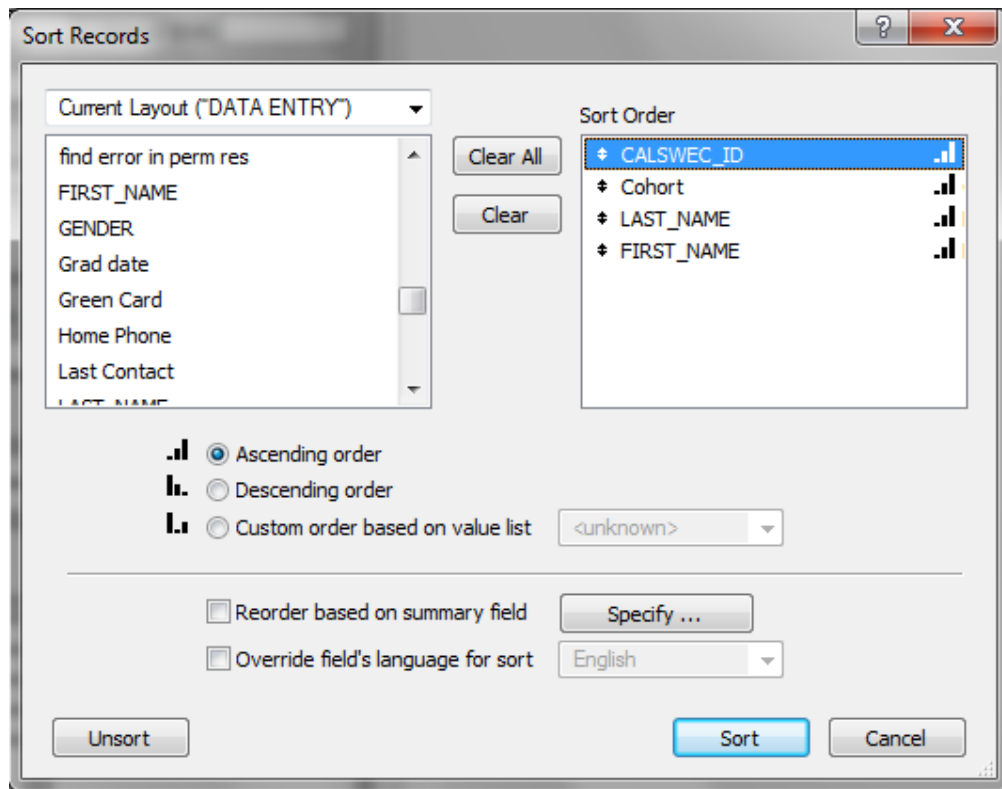 Sort Records
Current Layout ("DATA ENTRY")
find error in perm res
FIRST_NAME
GENDER
Grad date
Green Card
Home Phone
Last Contact
LAST_NAME
Clear All
Clear
Sort Order
CALSWEC_ID
Cohort
LAST_NAME
FIRST_NAME
Ascending order
Descending order
Custom order based on value list
<unknown>
Reorder based on summary field
Specify ...
Override field's language for sort
English
Unsort
Sort
Cancel